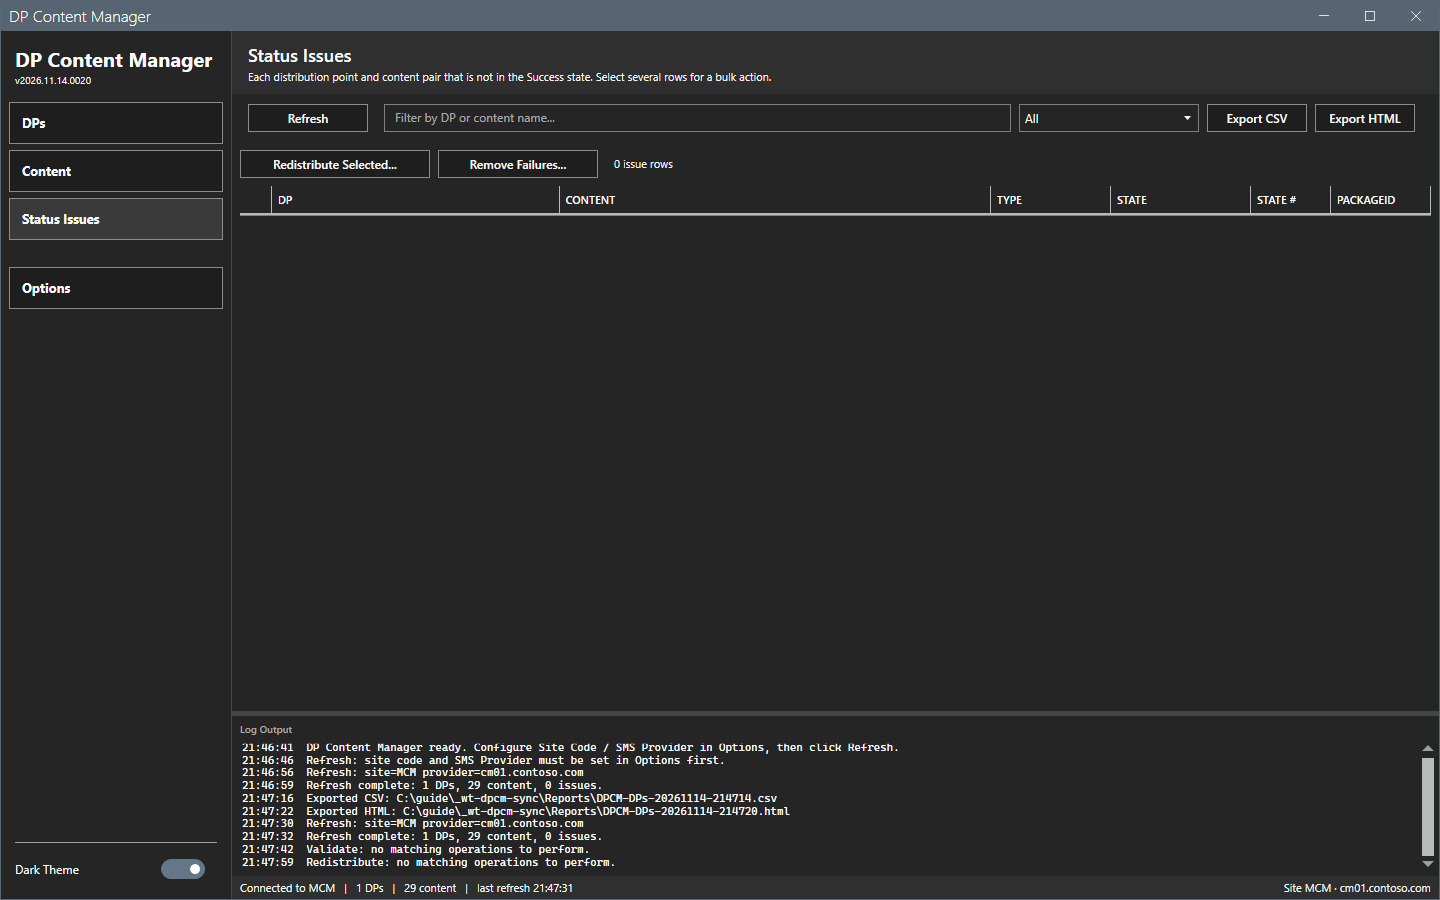 DP Content Manager
DP Content Manager
v2026.11.14.0020
DPs
Content
Status Issues
Options
Dark Theme
Status Issues
Each distribution point and content pair that is not in the Success state. Select several rows for a bulk action.
Refresh
Filter by DP or content name...
All
Export CSV
Export HTML
Redistribute Selected...
Remove Failures...
0 issue rows
DP CONTENT TYPE STATE STATE # PACKAGEID
Log Output
21:46:41 DP Content Manager ready. Configure Site Code / SMS Provider in Options, then click Refresh.
21:46:46 Refresh: site code and SMS Provider must be set in Options first.
21:46:56 Refresh: site=MCM provider=cm01.contoso.com
21:46:59 Refresh complete: 1 DPs, 29 content, 0 issues.
21:47:16 Exported CSV: C:\guide\_wt-dpcm-sync\Reports\DPCM-DPs-20261114-214714.csv
21:47:22 Exported HTML: C:\guide\_wt-dpcm-sync\Reports\DPCM-DPs-20261114-214720.html
21:47:30 Refresh: site=MCM provider=cm01.contoso.com
21:47:32 Refresh complete: 1 DPs, 29 content, 0 issues.
21:47:42 Validate: no matching operations to perform.
21:47:59 Redistribute: no matching operations to perform.
Connected to MCM | 1 DPs | 29 content | last refresh 21:47:31
Site MCM · cm01.contoso.com